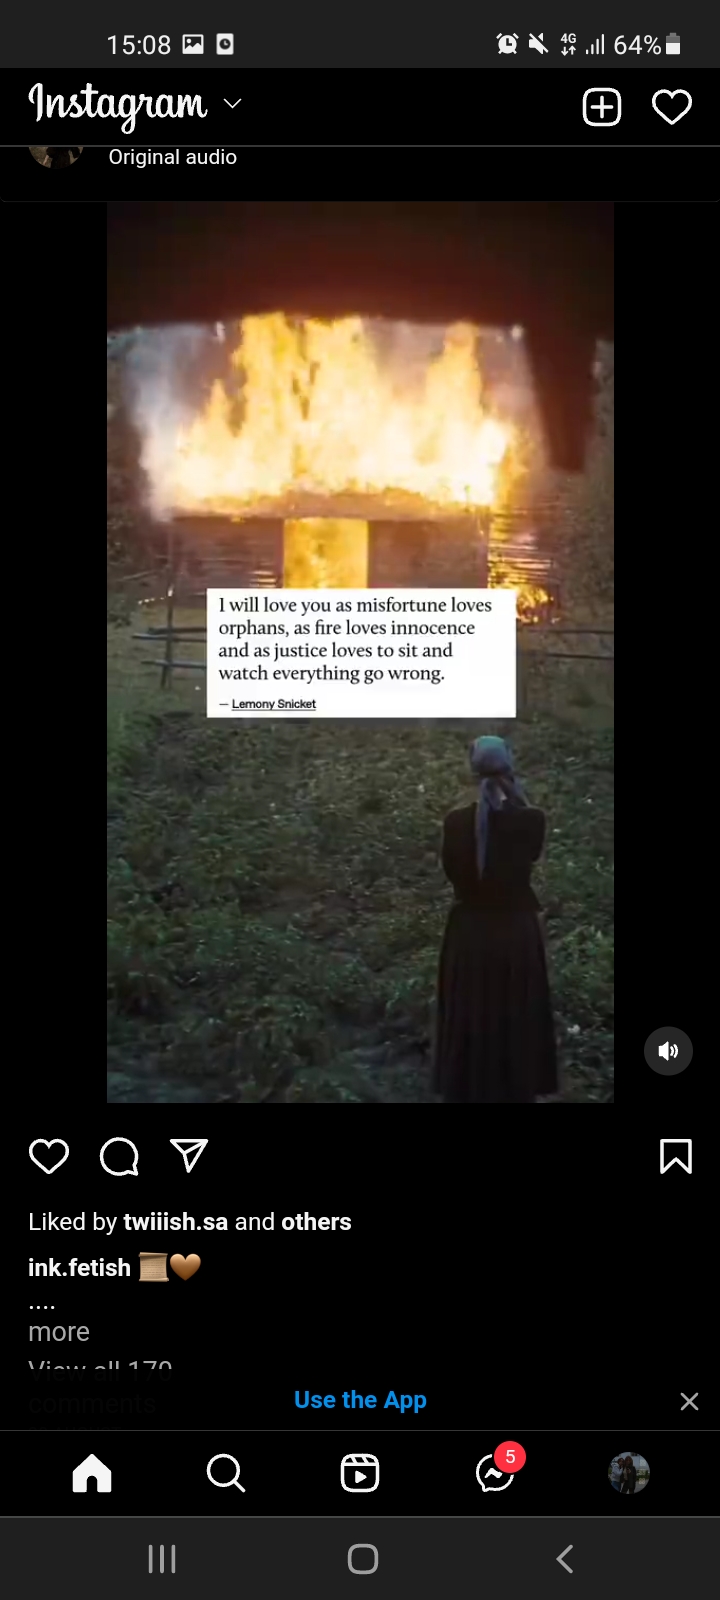 15:08
4G
64%
Instagram
Original audio
I will love you as misfortune loves
orphans, as fire loves innocence
and as justice loves to sit and
watch everything go wrong.
— Lemony Snicket
Liked by twiiish.sa and others
ink.fetish 📜🤎
....
more
View all 170
comments
Use the App
5